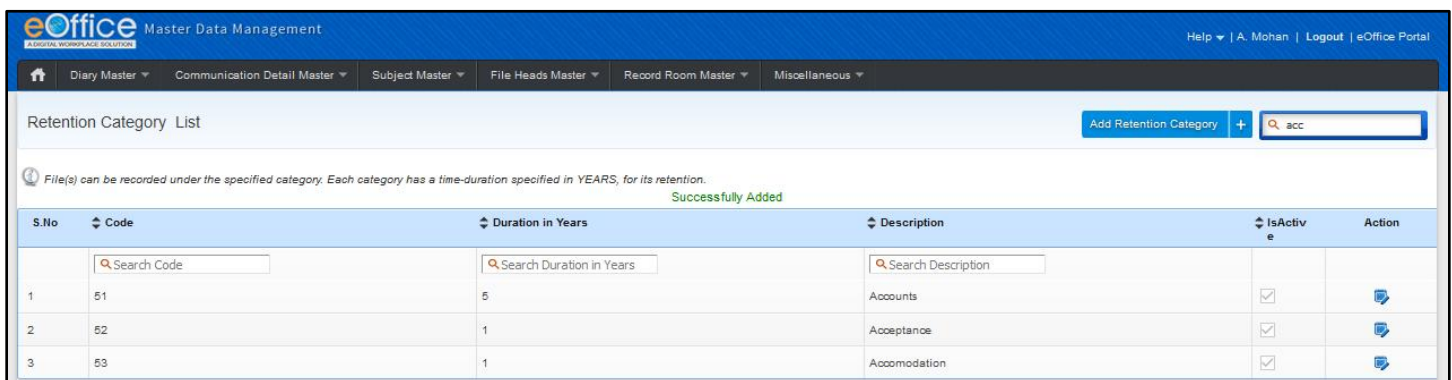 eOffice Master Data Management
A DIGITAL WORKPLACE SOLUTION
Help | A. Mohan | Logout | eOffice Portal
Diary Master Communication Detail Master Subject Master File Heads Master Record Room Master Miscellaneous
Retention Category List Add Retention Category + acc
File(s) can be recorded under the specified category. Each category has a time-duration specified in YEARS, for its retention.
Successfully Added
S.No Code Duration in Years Description IsActiv Action
e
Search Code Search Duration in Years Search Description
1 51 5 Accounts
2 52 1 Acceptance
3 53 1 Accomodation